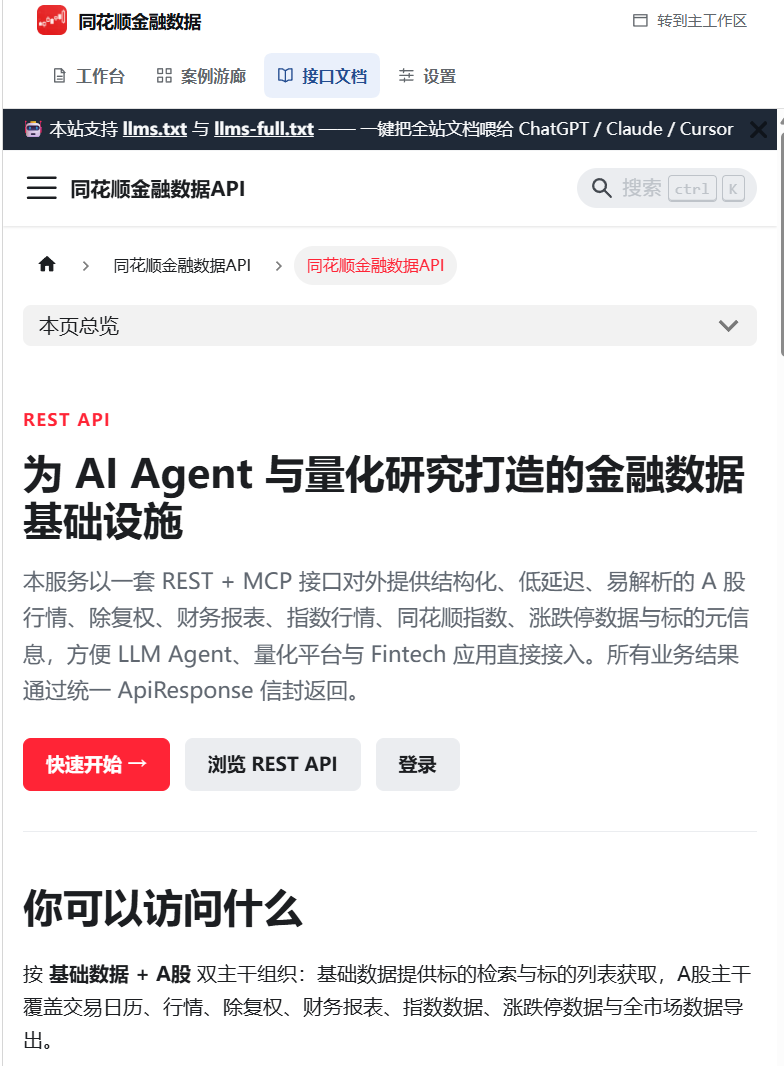 同花顺金融数据
转到主工作区
工作台
案例游廊
接口文档
设置
本站支持 llms.txt 与 llms-full.txt —— 一键把全站文档喂给 ChatGPT / Claude / Cursor
同花顺金融数据API
搜索 ctrl K
同花顺金融数据API
同花顺金融数据API
本页总览
REST API
为 AI Agent 与量化研究打造的金融数据
基础设施
本服务以一套 REST + MCP 接口对外提供结构化、低延迟、易解析的 A 股
行情、除复权、财务报表、指数行情、同花顺指数、涨跌停数据与标的元信
息，方便 LLM Agent、量化平台与 Fintech 应用直接接入。所有业务结果
通过统一 ApiResponse 信封返回。
快速开始 →
浏览 REST API
登录
你可以访问什么
按 基础数据 + A股 双主干组织：基础数据提供标的检索与标的列表获取，A股主干
覆盖交易日历、行情、除复权、财务报表、指数数据、涨跌停数据与全市场数据导
出。